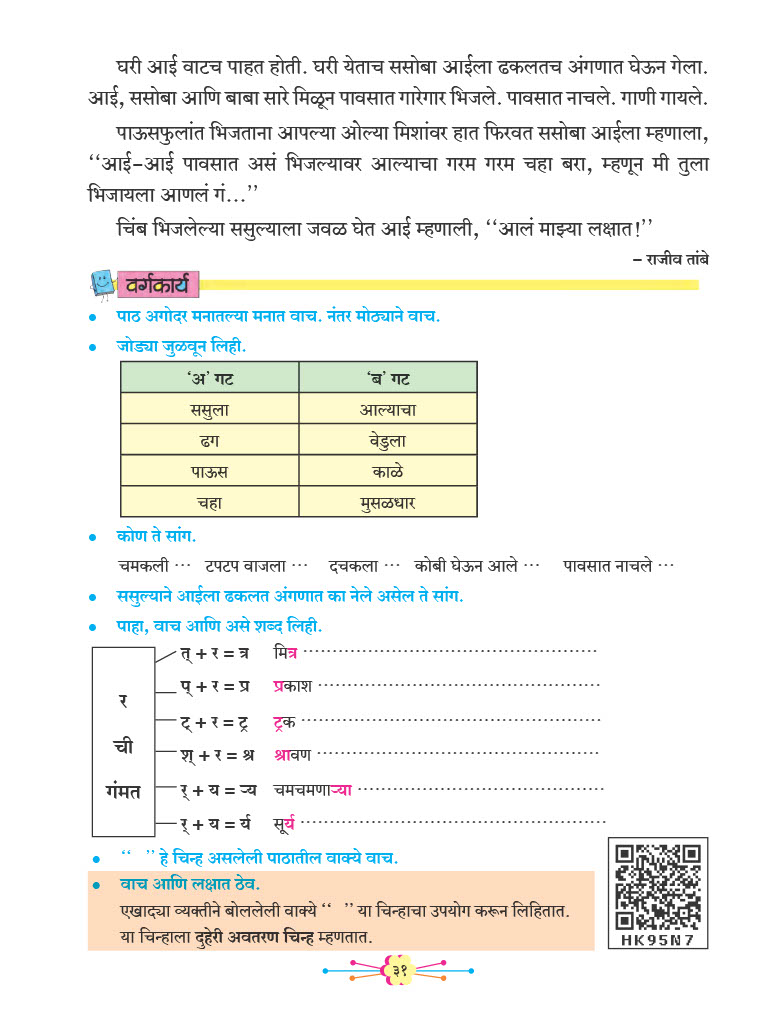 घरी आई वाटच पाहत होती. घरी येताच ससोबा आईला ढकलतच अंगणात घेऊन गेला.
आई, ससोबा आणि बाबा सारे मिळून पावसात गारेगार भिजले. पावसात नाचले. गाणी गायले.
पाऊसफुलांत भिजताना आपल्या ओल्या मिशांवर हात फिरवत ससोबा आईला म्हणाला,
‘‘आई-आई पावसात असं भिजल्यावर आल्याचा गरम गरम चहा बरा, म्हणून मी तुला
भिजायला आणलं गं...’’
चिंब भिजलेल्या ससुल्याला जवळ घेत आई म्हणाली, ‘‘आलं माझ्या लक्षात!’’
– राजीव तांबे
वर्गकार्य
• पाठ अगोदर मनातल्या मनात वाच. नंतर मोठ्याने वाच.
• जोड्या जुळवून लिही.
‘अ’ गट ‘ब’ गट
ससुला आल्याचा
ढग वेडुला
पाऊस काळे
चहा मुसळधार
• कोण ते सांग.
चमकली ... टपटप वाजला ... दचकला ... कोबी घेऊन आले ... पावसात नाचले ...
• ससुल्याने आईला ढकलत अंगणात का नेले असेल ते सांग.
• पाहा, वाच आणि असे शब्द लिही.
र
ची
गंमत
त् + र = त्र मित्र ..................................................
प् + र = प्र प्रकाश ................................................
ट् + र = ट्र ट्रक ...................................................
श् + र = श्र श्रावण ................................................
र् + य = ऱ्य चमचमणाऱ्या ..........................................
र् + य = र्य सूर्य ....................................................
• ‘‘ ’’ हे चिन्ह असलेली पाठातील वाक्ये वाच.
• वाच आणि लक्षात ठेव.
एखाद्या व्यक्तीने बोललेली वाक्ये ‘‘ ’’ या चिन्हाचा उपयोग करून लिहितात.
या चिन्हाला दुहेरी अवतरण चिन्ह म्हणतात.
HK95N7
३१